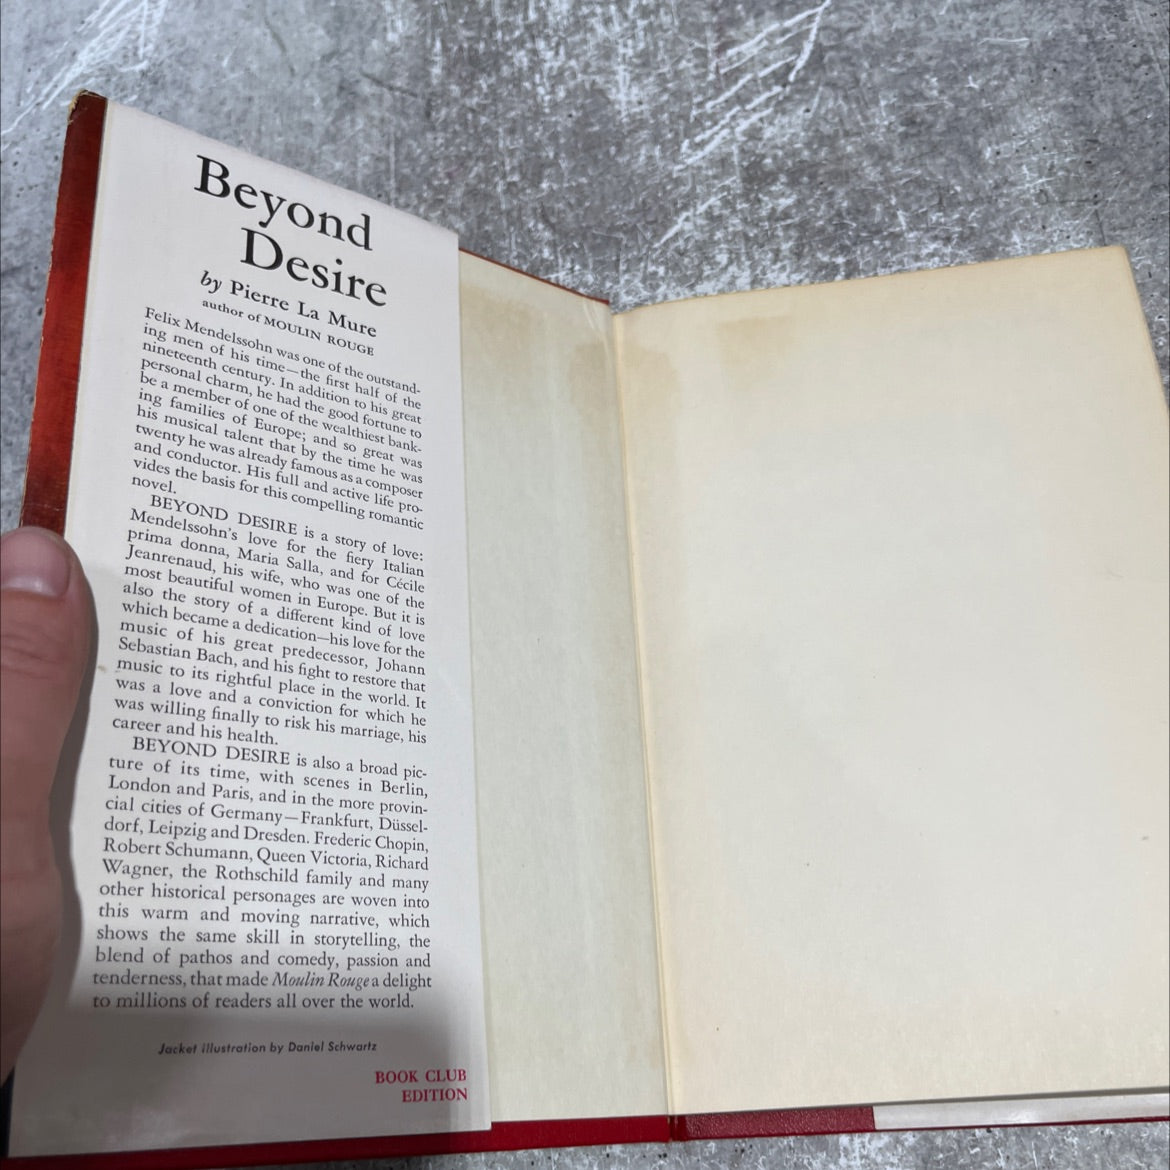 Beyond
Desire
by Pierre La Mure
author of MOULIN ROUGE
Felix Mendelssohn was one of the outstand-
ing men of his time—the first half of the
nineteenth century. In addition to his great
personal charm, he had the good fortune to
be a member of one of the wealthiest bank-
ing families of Europe; and so great was
his musical talent that by the time he was
twenty he was already famous as a composer
and conductor. His full and active life pro-
vides the basis for this compelling romantic
novel.
BEYOND DESIRE is a story of love:
Mendelssohn's love for the fiery Italian
prima donna, Maria Salla, and for Cécile
Jeanrenaud, his wife, who was one of the
most beautiful women in Europe. But it is
also the story of a different kind of love
which became a dedication—his love for the
music of his great predecessor, Johann
Sebastian Bach, and his fight to restore that
music to its rightful place in the world. It
was a love and a conviction for which he
was willing finally to risk his marriage, his
career and his health.
BEYOND DESIRE is also a broad pic-
ture of its time, with scenes in Berlin,
London and Paris, and in the more provin-
cial cities of Germany—Frankfurt, Düssel-
dorf, Leipzig and Dresden. Frederic Chopin,
Robert Schumann, Queen Victoria, Richard
Wagner, the Rothschild family and many
other historical personages are woven into
this warm and moving narrative, which
shows the same skill in storytelling, the
blend of pathos and comedy, passion and
tenderness, that made Moulin Rouge a delight
to millions of readers all over the world.
Jacket illustration by Daniel Schwartz
BOOK CLUB
EDITION